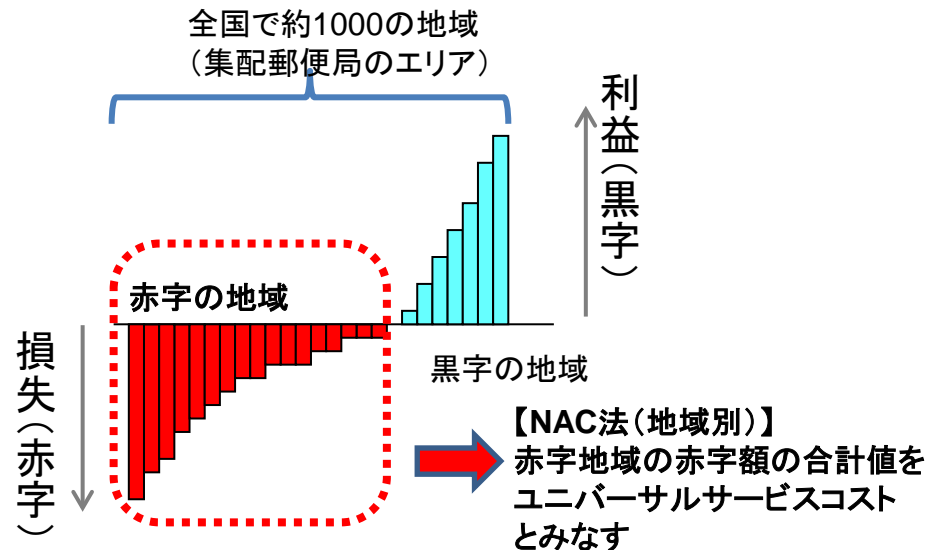 全国で約1000の地域
（集配郵便局のエリア）
利益（黒字）
赤字の地域
損失（赤字）
黒字の地域
【NAC法（地域別）】
赤字地域の赤字額の合計値を
ユニバーサルサービスコスト
とみなす